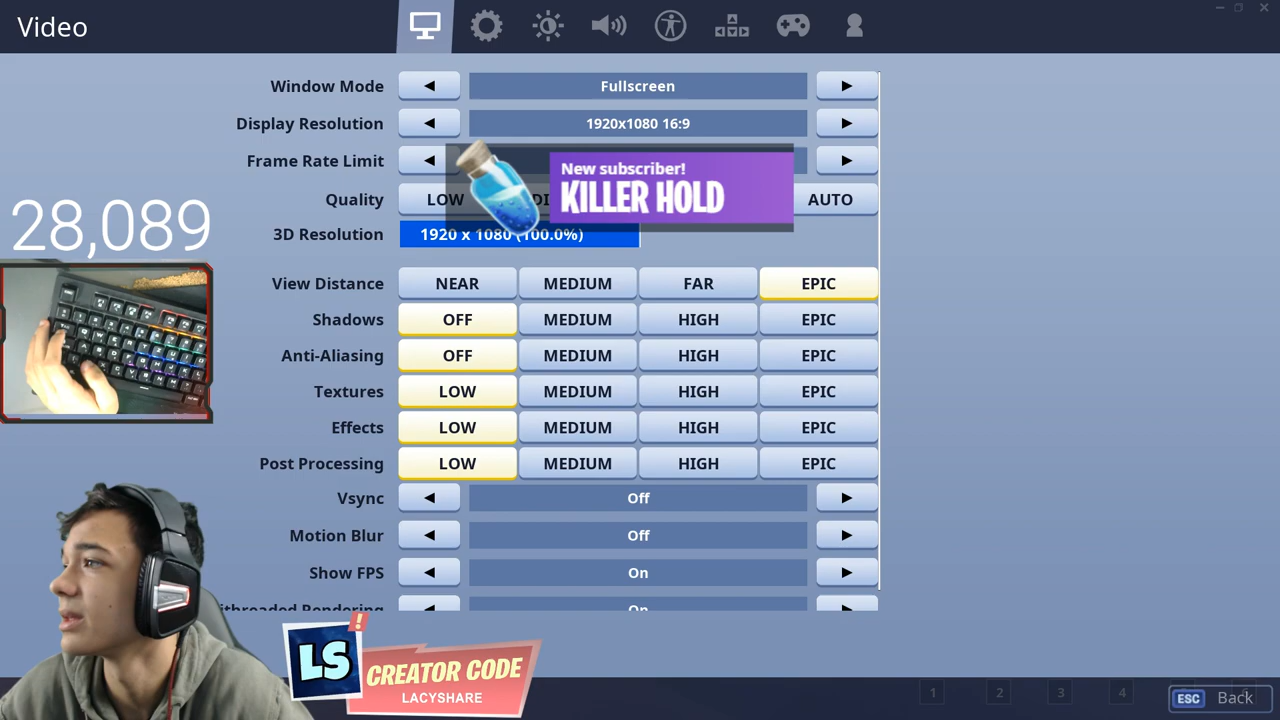 Video
Window Mode ◄ Fullscreen ►
Display Resolution ◄ 1920x1080 16:9 ►
Frame Rate Limit ◄ ►
New subscriber!
KILLER HOLD
Quality LOW AUTO
3D Resolution 1920 x 1080 (100.0%)
28,089
View Distance NEAR MEDIUM FAR EPIC
Shadows OFF MEDIUM HIGH EPIC
Anti-Aliasing OFF MEDIUM HIGH EPIC
Textures LOW MEDIUM HIGH EPIC
Effects LOW MEDIUM HIGH EPIC
Post Processing LOW MEDIUM HIGH EPIC
Vsync ◄ Off ►
Motion Blur ◄ Off ►
Show FPS ◄ On ►
ithreaded Rendering ◄ On ►
LS !
CREATOR CODE
LACYSHARE
1 2 3 4
ESC Back